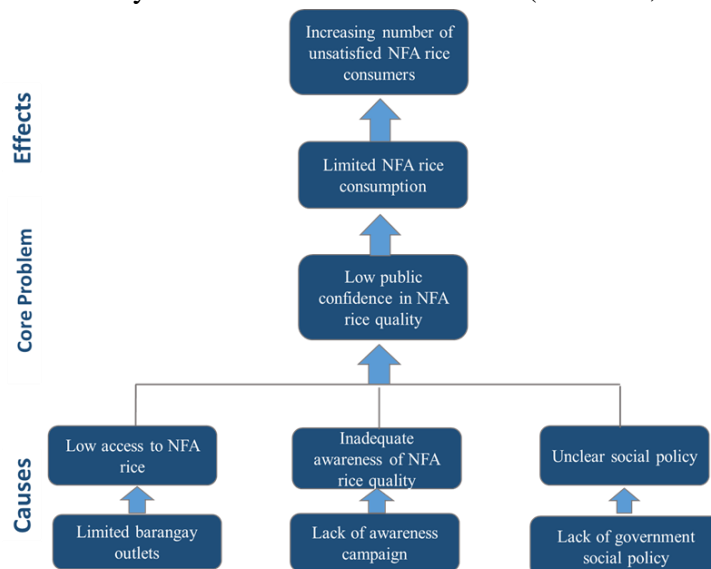 Increasing number of
unsatisfied NFA rice
consumers
Effects
Limited NFA rice
consumption
Core Problem
Low public
confidence in NFA
rice quality
Causes
Low access to NFA
rice
Inadequate
awareness of NFA
rice quality
Unclear social policy
Limited barangay
outlets
Lack of awareness
campaign
Lack of government
social policy